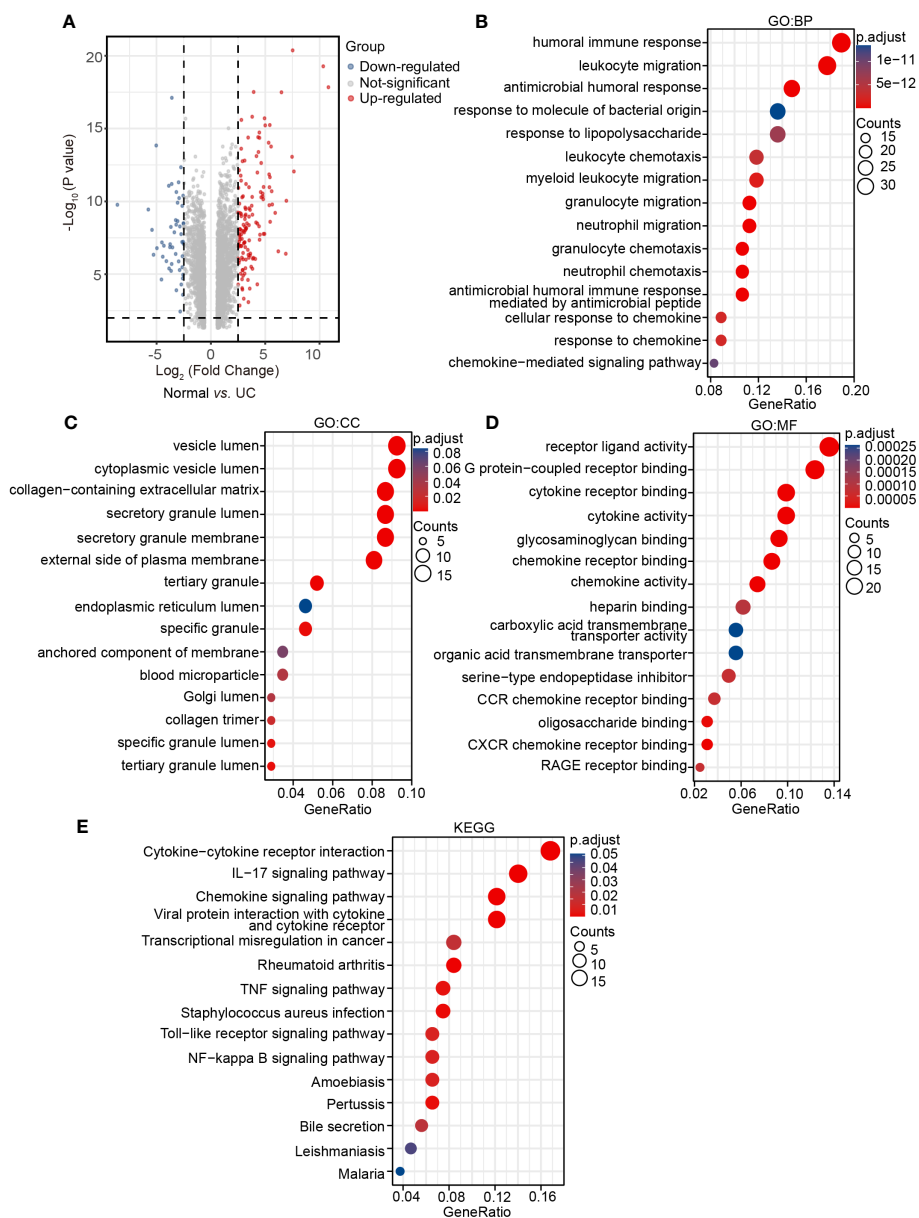 A
20
15
10
5
-Log10 (P value)
-5
0
5
10
Log2 (Fold Change)
Normal vs. UC
Group
Down-regulated
Not-significant
Up-regulated
B
GO:BP
humoral immune response
leukocyte migration
antimicrobial humoral response
response to molecule of bacterial origin
response to lipopolysaccharide
leukocyte chemotaxis
myeloid leukocyte migration
granulocyte migration
neutrophil migration
granulocyte chemotaxis
neutrophil chemotaxis
antimicrobial humoral immune response
mediated by antimicrobial peptide
cellular response to chemokine
response to chemokine
chemokine−mediated signaling pathway
0.08 0.12 0.16 0.20
GeneRatio
p.adjust
1e−11
5e−12
Counts
15
20
25
30
C
GO:CC
vesicle lumen
cytoplasmic vesicle lumen
collagen−containing extracellular matrix
secretory granule lumen
secretory granule membrane
external side of plasma membrane
tertiary granule
endoplasmic reticulum lumen
specific granule
anchored component of membrane
blood microparticle
Golgi lumen
collagen trimer
specific granule lumen
tertiary granule lumen
0.04 0.06 0.08 0.10
GeneRatio
p.adjust
0.08
0.06
0.04
0.02
Counts
5
10
15
D
GO:MF
receptor ligand activity
G protein−coupled receptor binding
cytokine receptor binding
cytokine activity
glycosaminoglycan binding
chemokine receptor binding
chemokine activity
heparin binding
carboxylic acid transmembrane
transporter activity
organic acid transmembrane transporter
serine−type endopeptidase inhibitor
CCR chemokine receptor binding
oligosaccharide binding
CXCR chemokine receptor binding
RAGE receptor binding
0.02 0.06 0.10 0.14
GeneRatio
p.adjust
0.00025
0.00020
0.00015
0.00010
0.00005
Counts
5
10
15
20
E
KEGG
Cytokine−cytokine receptor interaction
IL−17 signaling pathway
Chemokine signaling pathway
Viral protein interaction with cytokine
and cytokine receptor
Transcriptional misregulation in cancer
Rheumatoid arthritis
TNF signaling pathway
Staphylococcus aureus infection
Toll−like receptor signaling pathway
NF−kappa B signaling pathway
Amoebiasis
Pertussis
Bile secretion
Leishmaniasis
Malaria
0.04 0.08 0.12 0.16
GeneRatio
p.adjust
0.05
0.04
0.03
0.02
0.01
Counts
5
10
15